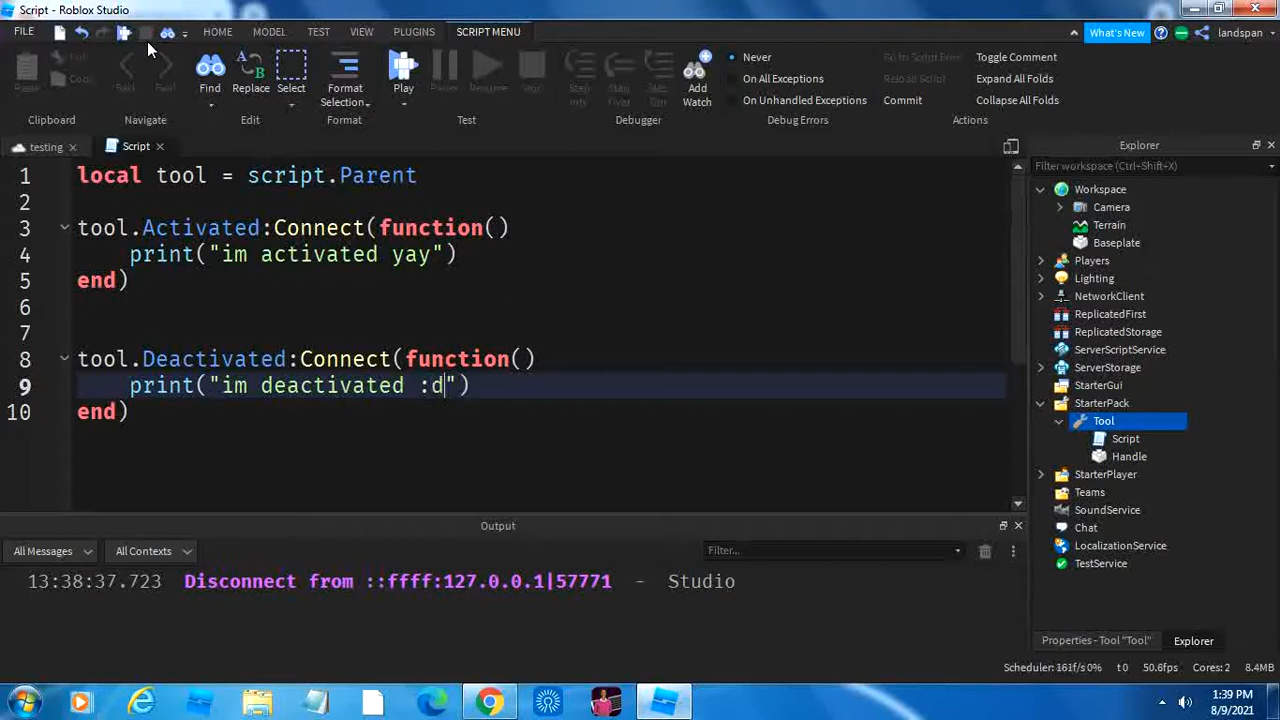 Script - Roblox Studio
FILE
HOME
MODEL
TEST
VIEW
PLUGINS
SCRIPT MENU
What's New
landspan
Find
Replace
Select
Format
Selection
Play
Add
Watch
Never
On All Exceptions
On Unhandled Exceptions
Go to Script Error
Reload Script
Commit
Toggle Comment
Expand All Folds
Collapse All Folds
Clipboard
Navigate
Edit
Format
Test
Debugger
Debug Errors
Actions
testing
Script
1 local tool = script.Parent
2
3 tool.Activated:Connect(function()
4 print("im activated yay")
5 end)
6
7
8 tool.Deactivated:Connect(function()
9 print("im deactivated :d")
10 end)
Explorer
Filter workspace (Ctrl+Shift+X)
Workspace
Camera
Terrain
Baseplate
Players
Lighting
NetworkClient
ReplicatedFirst
ReplicatedStorage
ServerScriptService
ServerStorage
StarterGui
StarterPack
Tool
Script
Handle
StarterPlayer
Teams
SoundService
Chat
LocalizationService
TestService
Output
All Messages
All Contexts
Filter...
13:38:37.723 Disconnect from ::ffff:127.0.0.1|57771 - Studio
Properties - Tool "Tool"
Explorer
Scheduler: 161f/s 0% t 0 50.6fps Cores: 2 8.4MB
1:39 PM
8/9/2021